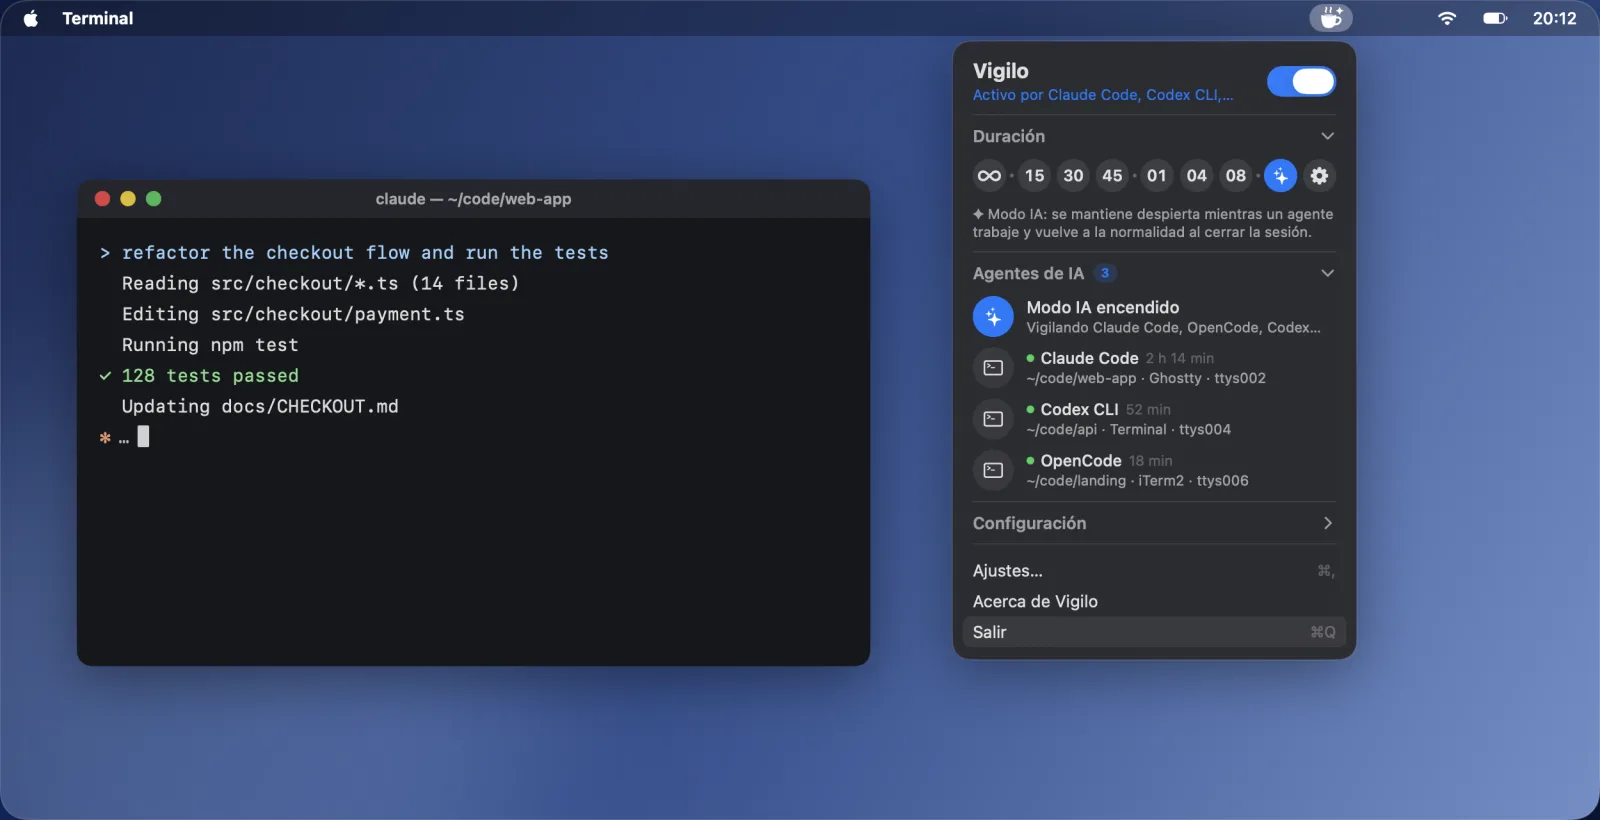 Terminal
20:12
claude — ~/code/web-app
> refactor the checkout flow and run the tests
Reading src/checkout/*.ts (14 files)
Editing src/checkout/payment.ts
Running npm test
✓ 128 tests passed
Updating docs/CHECKOUT.md
* …
Vigilo
Activo por Claude Code, Codex CLI,...
Duración
∞ · 15 30 45 · 01 04 08 ·
✦ Modo IA: se mantiene despierta mientras un agente
trabaje y vuelve a la normalidad al cerrar la sesión.
Agentes de IA 3
Modo IA encendido
Vigilando Claude Code, OpenCode, Codex...
Claude Code 2 h 14 min
~/code/web-app · Ghostty · ttys002
Codex CLI 52 min
~/code/api · Terminal · ttys004
OpenCode 18 min
~/code/landing · iTerm2 · ttys006
Configuración
Ajustes... ⌘,
Acerca de Vigilo
Salir ⌘Q